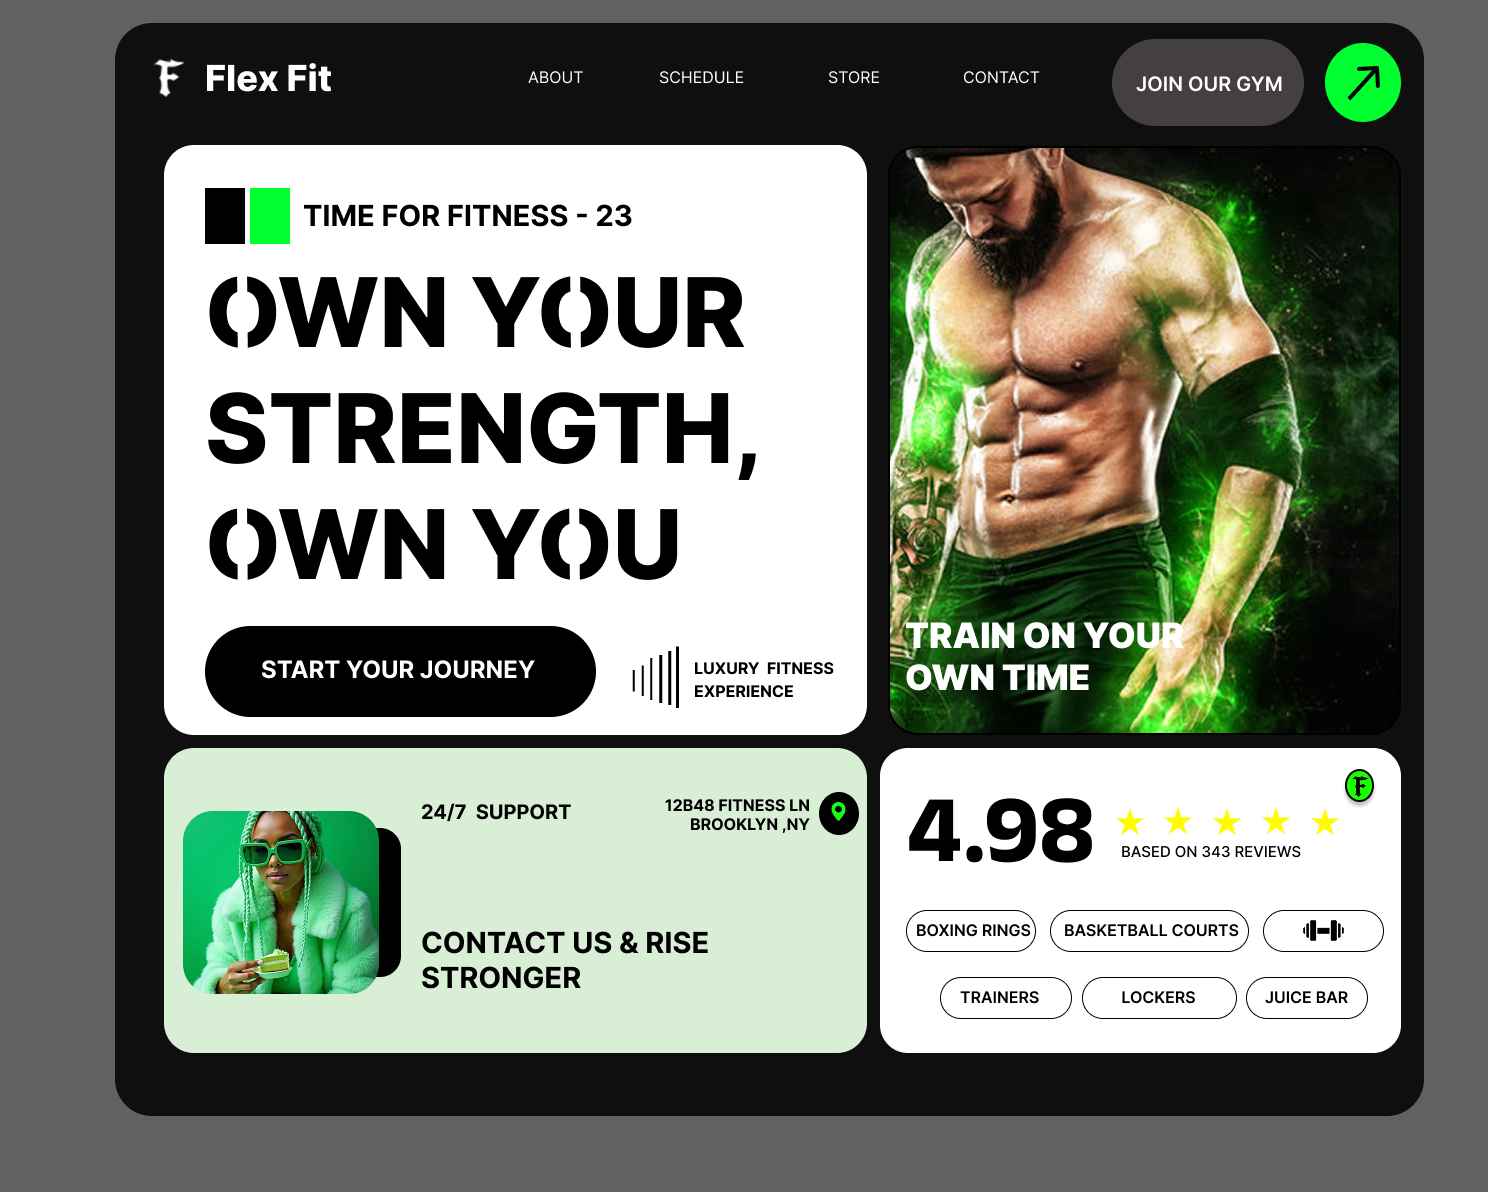 Flex Fit
ABOUT
SCHEDULE
STORE
CONTACT
JOIN OUR GYM
TIME FOR FITNESS - 23
OWN YOUR
STRENGTH,
OWN YOU
START YOUR JOURNEY
LUXURY FITNESS
EXPERIENCE
TRAIN ON YOUR
OWN TIME
24/7 SUPPORT
12B48 FITNESS LN
BROOKLYN ,NY
CONTACT US & RISE
STRONGER
4.98
BASED ON 343 REVIEWS
BOXING RINGS
BASKETBALL COURTS
TRAINERS
LOCKERS
JUICE BAR